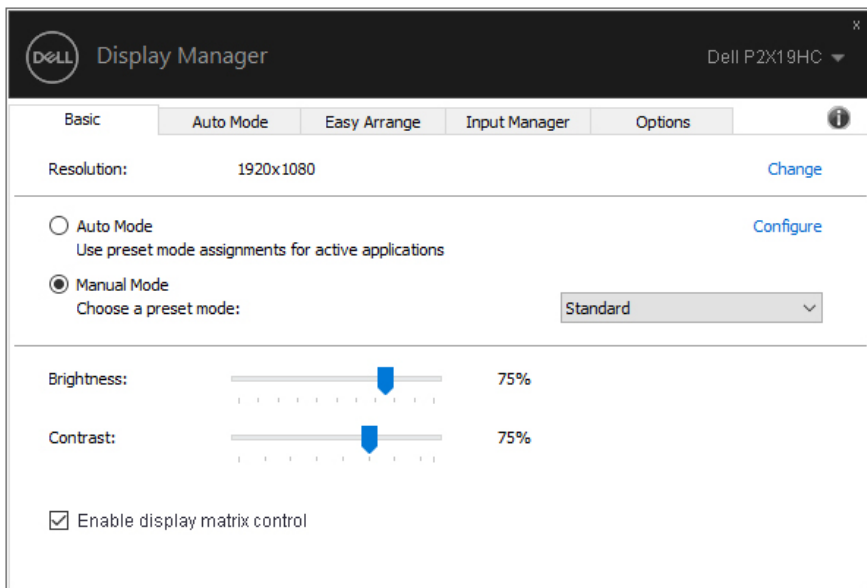 x
DELL Display Manager Dell P2X19HC
Basic Auto Mode Easy Arrange Input Manager Options i
Resolution: 1920x1080 Change
Auto Mode Configure
Use preset mode assignments for active applications
Manual Mode
Choose a preset mode: Standard
Brightness: 75%
Contrast: 75%
Enable display matrix control